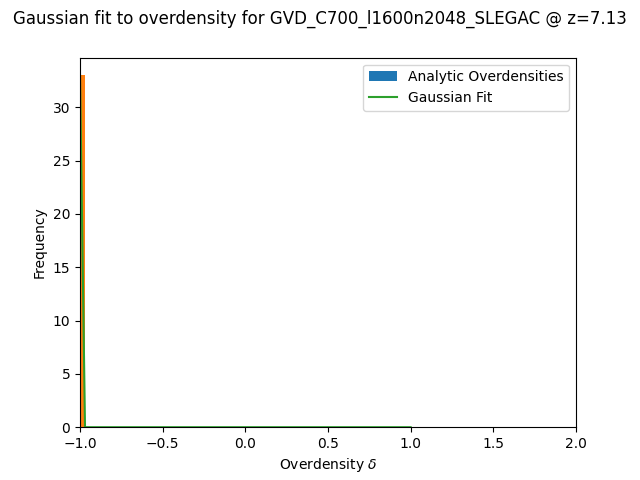 Gaussian fit to overdensity for GVD_C700_l1600n2048_SLEGAC @ z=7.13
Analytic Overdensities
Gaussian Fit
Frequency
30
25
20
15
10
5
0
−1.0 −0.5 0.0 0.5 1.0 1.5 2.0
Overdensity δ